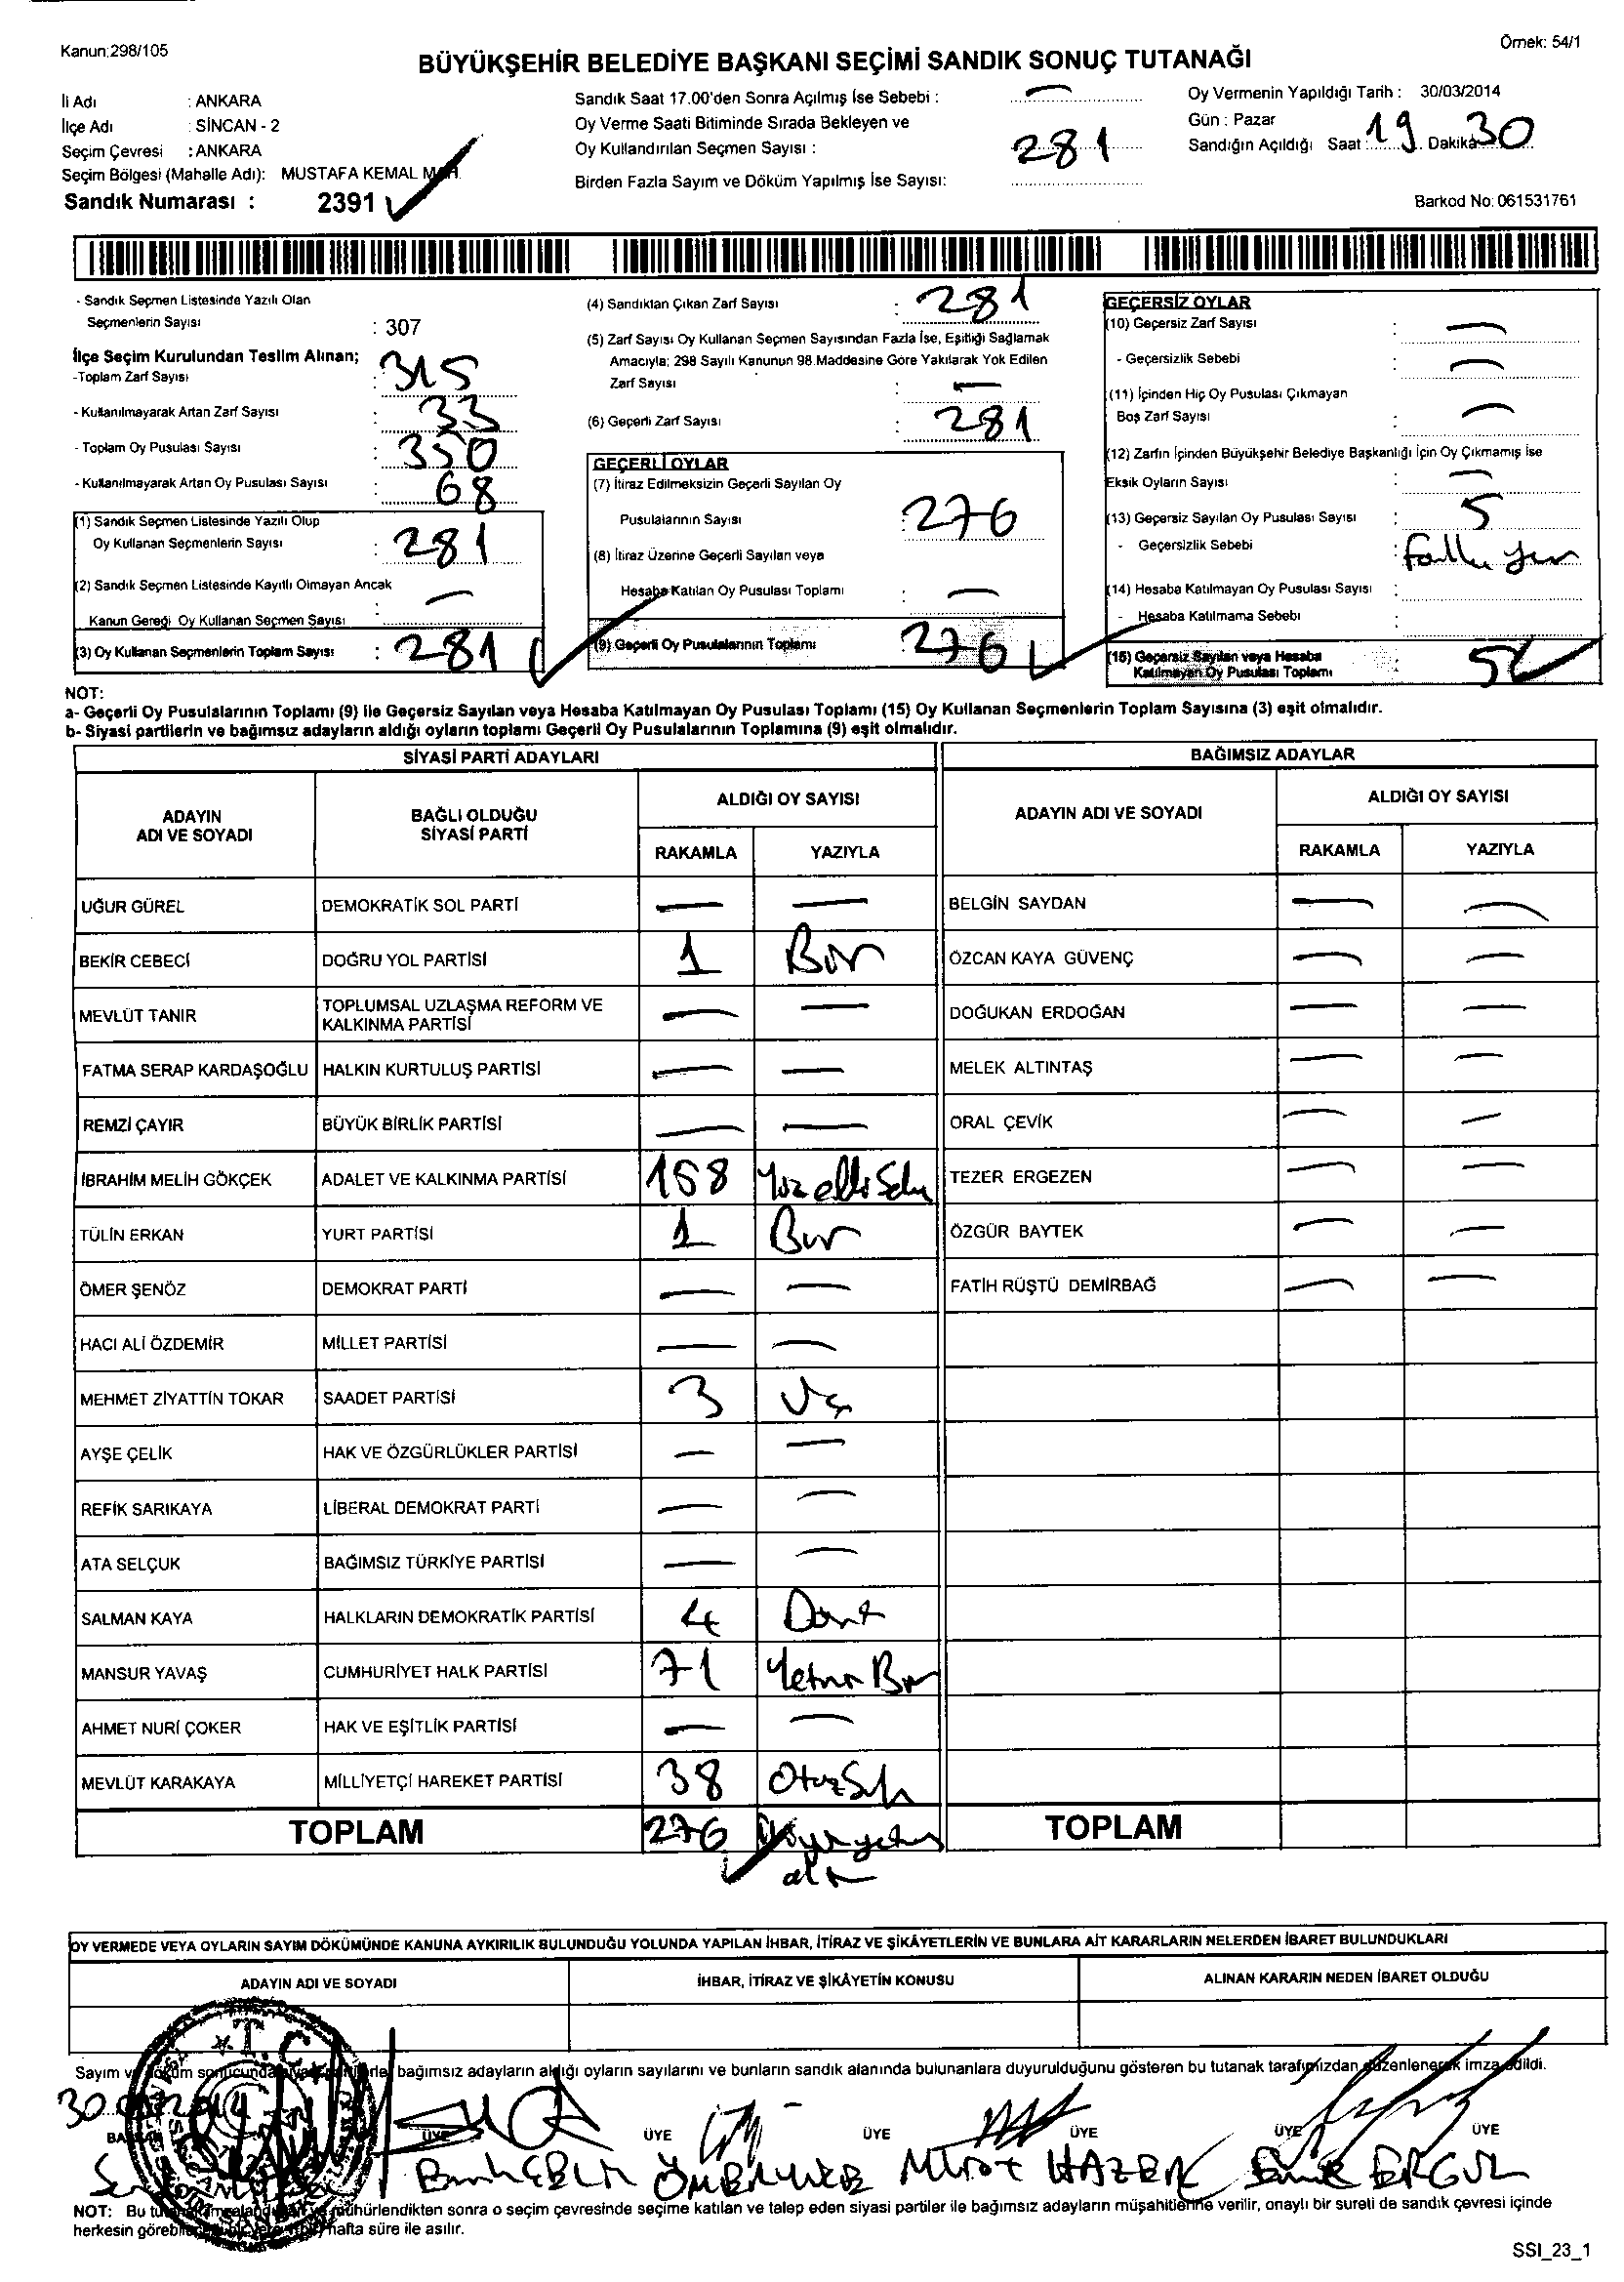 Kanun:298/105
Örnek: 54/1
BÜYÜKŞEHİR BELEDİYE BAŞKANI SEÇİMİ SANDIK SONUÇ TUTANAĞI
İli Adı : ANKARA
İlçe Adı : SİNCAN - 2
Seçim Çevresi : ANKARA
Seçim Bölgesi (Mahalle Adı): MUSTAFA KEMAL MAH.
Sandık Numarası : 2391
Sandık Saat 17.00'den Sonra Açılmış İse Sebebi : —
Oy Verme Saati Bitiminde Sırada Bekleyen ve
Oy Kullandırılan Seçmen Sayısı : 281
Birden Fazla Sayım ve Döküm Yapılmış İse Sayısı:
Oy Vermenin Yapıldığı Tarih : 30/03/2014
Gün : Pazar
Sandığın Açıldığı Saat : 19 Dakika 30
Barkod No: 061531761
- Sandık Seçmen Listesinde Yazılı Olan
Seçmenlerin Sayısı : 307
İlçe Seçim Kurulundan Teslim Alınan;
-Toplam Zarf Sayısı : 315
- Kullanılmayarak Artan Zarf Sayısı : 33
- Toplam Oy Pusulası Sayısı : 350
- Kullanılmayarak Artan Oy Pusulası Sayısı : 68
(1) Sandık Seçmen Listesinde Yazılı Olup
Oy Kullanan Seçmenlerin Sayısı : 281
(2) Sandık Seçmen Listesinde Kayıtlı Olmayan Ancak
Kanun Gereği Oy Kullanan Seçmen Sayısı : —
(3) Oy Kullanan Seçmenlerin Toplam Sayısı : 281
(4) Sandıktan Çıkan Zarf Sayısı : 281
(5) Zarf Sayısı Oy Kullanan Seçmen Sayısından Fazla İse, Eşitliği Sağlamak
Amacıyla; 298 Sayılı Kanunun 98.Maddesine Göre Yakılarak Yok Edilen
Zarf Sayısı : —
(6) Geçerli Zarf Sayısı : 281
GEÇERLİ OYLAR
(7) İtiraz Edilmeksizin Geçerli Sayılan Oy
Pusulalarının Sayısı : 276
(8) İtiraz Üzerine Geçerli Sayılan veya
Hesaba Katılan Oy Pusulası Toplamı : —
(9) Geçerli Oy Pusulalarının Toplamı 276
GEÇERSİZ OYLAR
(10) Geçersiz Zarf Sayısı : —
- Geçersizlik Sebebi : —
(11) İçinden Hiç Oy Pusulası Çıkmayan
Boş Zarf Sayısı : —
(12) Zarfın İçinden Büyükşehir Belediye Başkanlığı İçin Oy Çıkmamış İse
Eksik Oyların Sayısı : —
(13) Geçersiz Sayılan Oy Pusulası Sayısı : 5
- Geçersizlik Sebebi :
(14) Hesaba Katılmayan Oy Pusulası Sayısı :
- Hesaba Katılmama Sebebi :
(15) Geçersiz Sayılan veya Hesaba
Katılmayan Oy Pusulası Toplamı : 5
NOT:
a- Geçerli Oy Pusulalarının Toplamı (9) ile Geçersiz Sayılan veya Hesaba Katılmayan Oy Pusulası Toplamı (15) Oy Kullanan Seçmenlerin Toplam Sayısına (3) eşit olmalıdır.
b- Siyasi partilerin ve bağımsız adayların aldığı oyların toplamı Geçerli Oy Pusulalarının Toplamına (9) eşit olmalıdır.
SİYASİ PARTİ ADAYLARI
ADAYIN ADI VE SOYADI BAĞLI OLDUĞU SİYASİ PARTİ ALDIĞI OY SAYISI
RAKAMLA YAZIYLA
UĞUR GÜREL DEMOKRATİK SOL PARTİ — —
BEKİR CEBECİ DOĞRU YOL PARTİSİ 1 Bir
MEVLÜT TANIR TOPLUMSAL UZLAŞMA REFORM VE KALKINMA PARTİSİ — —
FATMA SERAP KARDAŞOĞLU HALKIN KURTULUŞ PARTİSİ — —
REMZİ ÇAYIR BÜYÜK BİRLİK PARTİSİ — —
İBRAHİM MELİH GÖKÇEK ADALET VE KALKINMA PARTİSİ 158 Yüz elli Sekiz
TÜLİN ERKAN YURT PARTİSİ 1 Bir
ÖMER ŞENÖZ DEMOKRAT PARTİ — —
HACI ALİ ÖZDEMİR MİLLET PARTİSİ — —
MEHMET ZİYATTİN TOKAR SAADET PARTİSİ 3 Üç
AYŞE ÇELİK HAK VE ÖZGÜRLÜKLER PARTİSİ — —
REFİK SARIKAYA LİBERAL DEMOKRAT PARTİ — —
ATA SELÇUK BAĞIMSIZ TÜRKİYE PARTİSİ — —
SALMAN KAYA HALKLARIN DEMOKRATİK PARTİSİ 4 Dört
MANSUR YAVAŞ CUMHURİYET HALK PARTİSİ 71 Yetmiş Bir
AHMET NURİ ÇOKER HAK VE EŞİTLİK PARTİSİ — —
MEVLÜT KARAKAYA MİLLİYETÇİ HAREKET PARTİSİ 38 Otuz Sekiz
TOPLAM 276 İkiyüz yetmiş altı
BAĞIMSIZ ADAYLAR
ADAYIN ADI VE SOYADI ALDIĞI OY SAYISI
RAKAMLA YAZIYLA
BELGİN SAYDAN — —
ÖZCAN KAYA GÜVENÇ — —
DOĞUKAN ERDOĞAN — —
MELEK ALTINTAŞ — —
ORAL ÇEVİK — —
TEZER ERGEZEN — —
ÖZGÜR BAYTEK — —
FATİH RÜŞTÜ DEMİRBAĞ — —
TOPLAM
OY VERMEDE VEYA OYLARIN SAYIM DÖKÜMÜNDE KANUNA AYKIRILIK BULUNDUĞU YOLUNDA YAPILAN İHBAR, İTİRAZ VE ŞİKÂYETLERİN VE BUNLARA AİT KARARLARIN NELERDEN İBARET BULUNDUKLARI
ADAYIN ADI VE SOYADI İHBAR, İTİRAZ VE ŞİKÂYETİN KONUSU ALINAN KARARIN NEDEN İBARET OLDUĞU
Sayım ve döküm sonucunda bağımsız adayların aldığı oyların sayılarını ve bunların sandık alanında bulunanlara duyurulduğunu gösteren bu tutanak tarafımızdan düzenlenerek imza edildi.
ÜYE ÜYE ÜYE ÜYE ÜYE ÜYE
Murat HAZER ERGÜL
NOT: Bu mühürlendikten sonra o seçim çevresinde seçime katılan ve talep eden siyasi partiler ile bağımsız adayların müşahitlerine verilir, onaylı bir sureti de sandık çevresi içinde
herkesin hafta süre ile asılır.
SSI_23_1